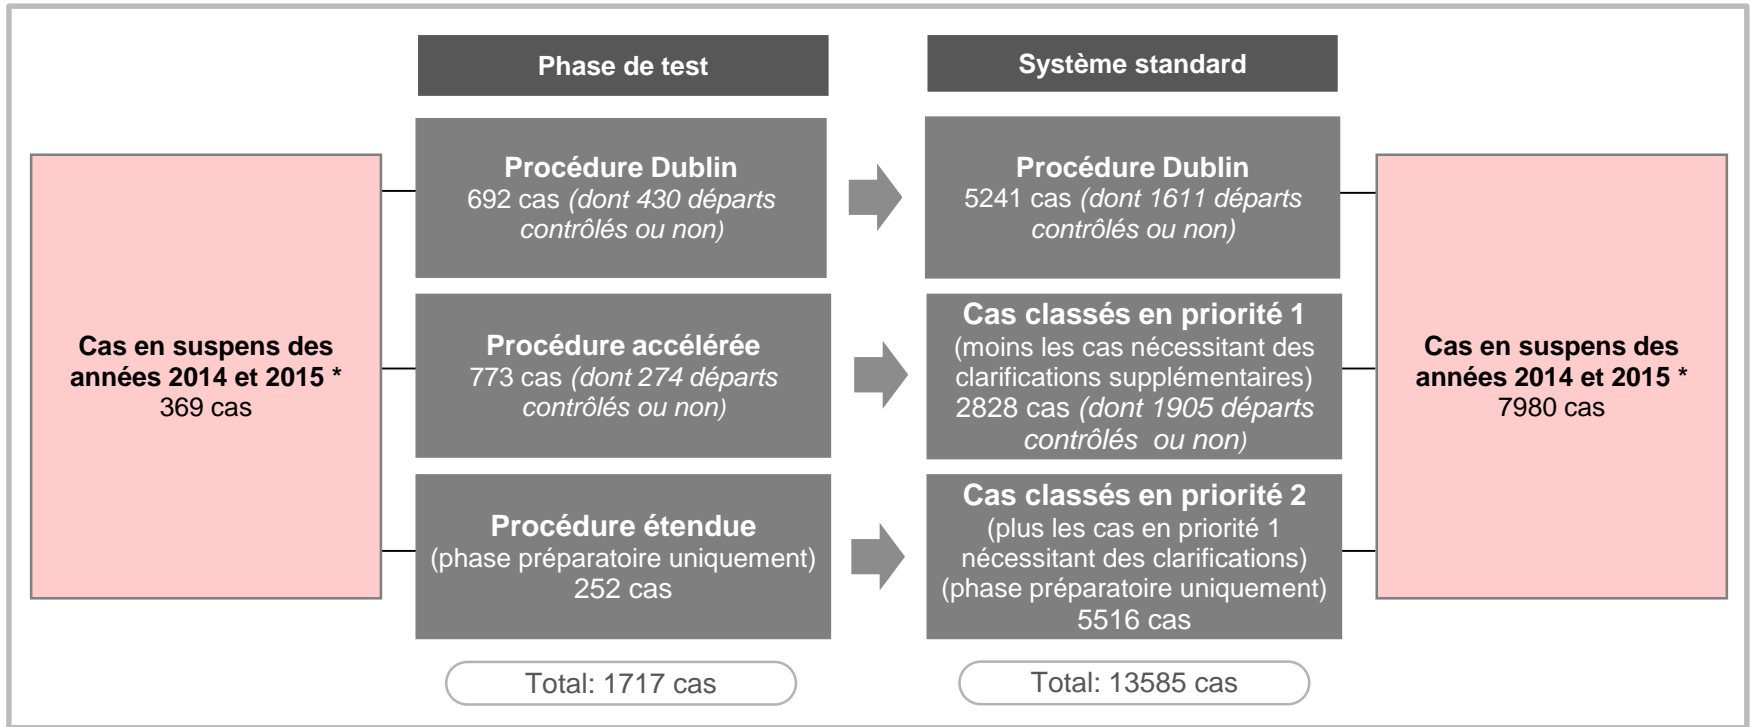 Phase de test
Système standard
Cas en suspens des
années 2014 et 2015 *
369 cas
Procédure Dublin
692 cas (dont 430 départs
contrôlés ou non)
Procédure accélérée
773 cas (dont 274 départs
contrôlés ou non)
Procédure étendue
(phase préparatoire uniquement)
252 cas
Total: 1717 cas
Procédure Dublin
5241 cas (dont 1611 départs
contrôlés ou non)
Cas classés en priorité 1
(moins les cas nécessitant des
clarifications supplémentaires)
2828 cas (dont 1905 départs
contrôlés ou non)
Cas classés en priorité 2
(plus les cas en priorité 1
nécessitant des clarifications)
(phase préparatoire uniquement)
5516 cas
Total: 13585 cas
Cas en suspens des
années 2014 et 2015 *
7980 cas